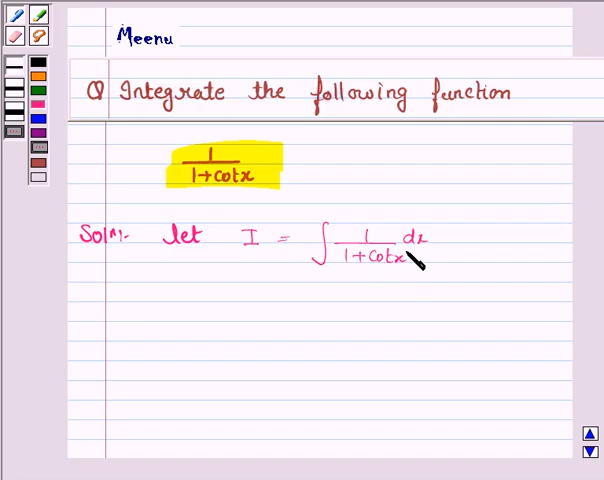 Meenu
Q Integrate the following function
1/(1+cotx)
Soln:- let I = ∫ 1/(1+cotx) dx